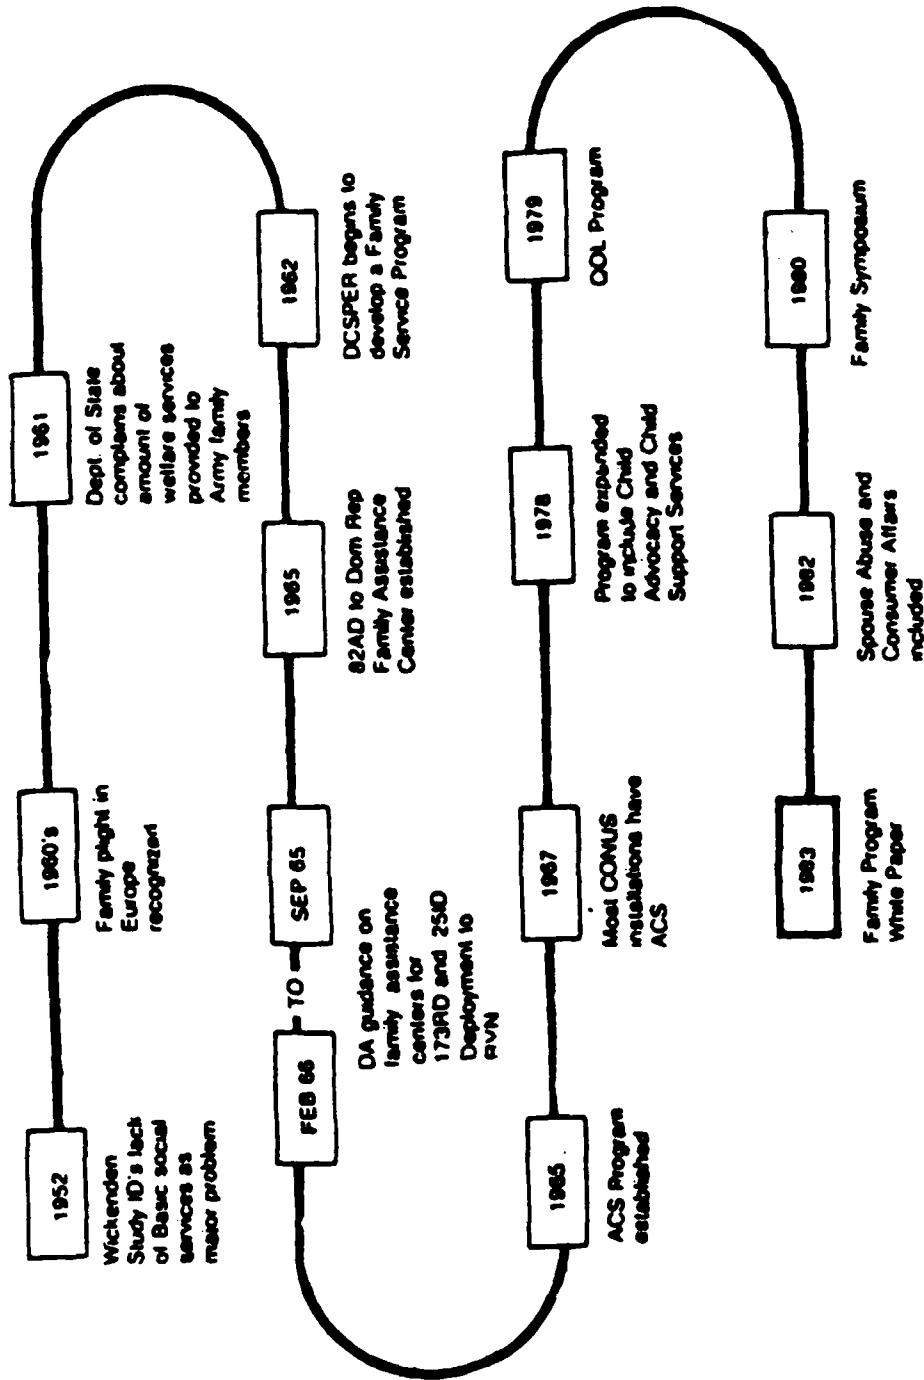 1952
Wickenden
Study ID's lack
of Basic social
services as
major problem
1960's
Family plight in
Europe
recognized
1961
Dept. of State
complains about
amount of
welfare services
provided to
Army family
members
1962
DCSPER begins to
develop a Family
Service Program
1965
82AD to Dom Rep
Family Assistance
Center established
FEB 66 TO SEP 65
DA guidance on
family assistance
centers for
173RD and 25ID
Deployment to
RVN
1965
ACS Program
established
1967
Most CONUS
installations have
ACS
1978
Program expanded
to include Child
Advocacy and Child
Support Services
1979
QOL Program
1980
Family Symposium
1982
Spouse Abuse and
Consumer Affairs
included
1983
Family Program
White Paper